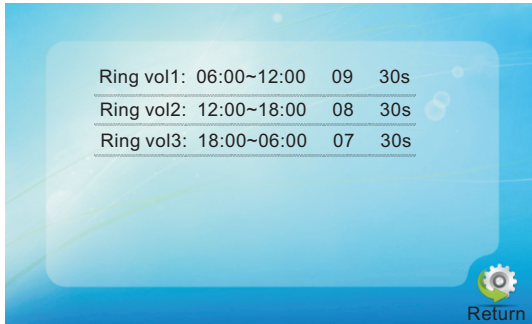 Ring vol1: 06:00~12:00 09 30s
Ring vol2: 12:00~18:00 08 30s
Ring vol3: 18:00~06:00 07 30s
Return